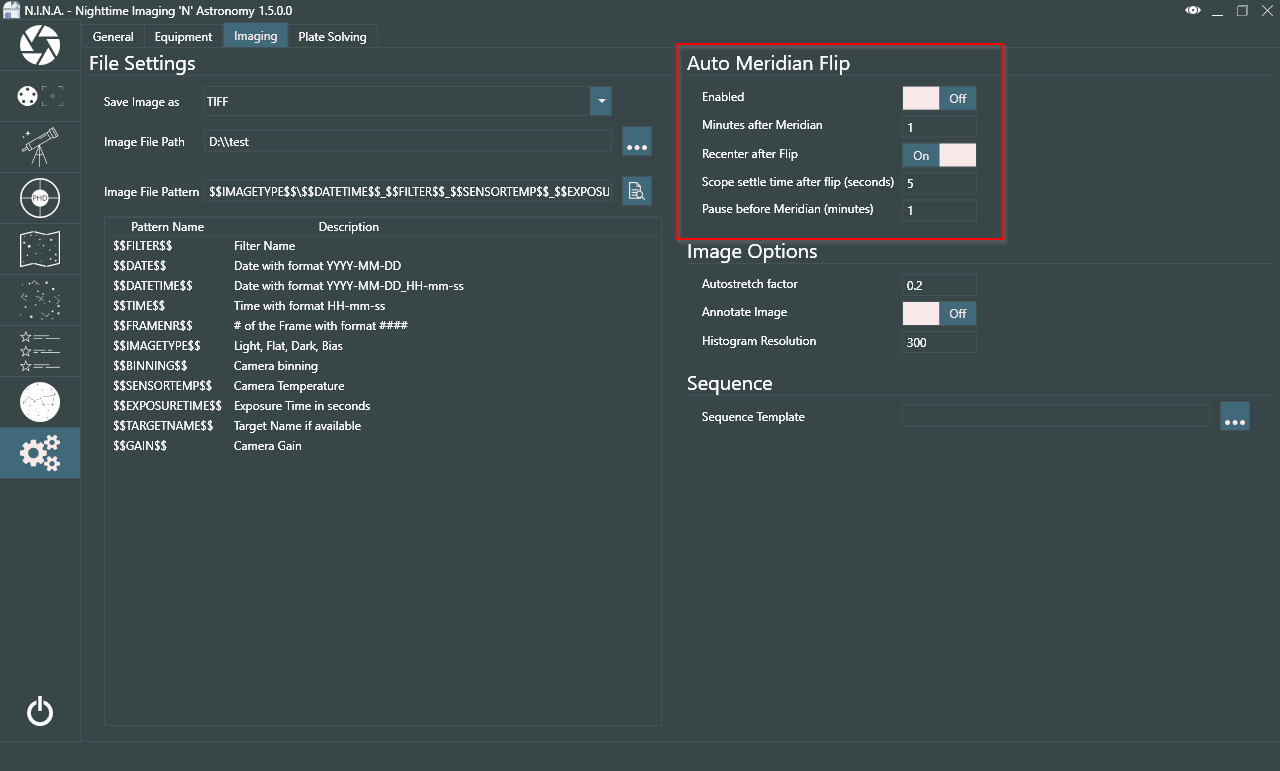 N.I.N.A. - Nighttime Imaging 'N' Astronomy 1.5.0.0
General Equipment Imaging Plate Solving
File Settings
Save Image as TIFF
Image File Path D:\\test
Image File Pattern $$IMAGETYPE$$\$$DATETIME$$_$$FILTER$$_$$SENSORTEMP$$_$$EXPOSU
Pattern Name Description
$$FILTER$$ Filter Name
$$DATE$$ Date with format YYYY-MM-DD
$$DATETIME$$ Date with format YYYY-MM-DD_HH-mm-ss
$$TIME$$ Time with format HH-mm-ss
$$FRAMENR$$ # of the Frame with format ####
$$IMAGETYPE$$ Light, Flat, Dark, Bias
$$BINNING$$ Camera binning
$$SENSORTEMP$$ Camera Temperature
$$EXPOSURETIME$$ Exposure Time in seconds
$$TARGETNAME$$ Target Name if available
$$GAIN$$ Camera Gain
Auto Meridian Flip
Enabled Off
Minutes after Meridian 1
Recenter after Flip On
Scope settle time after flip (seconds) 5
Pause before Meridian (minutes) 1
Image Options
Autostretch factor 0.2
Annotate Image Off
Histogram Resolution 300
Sequence
Sequence Template
PHD